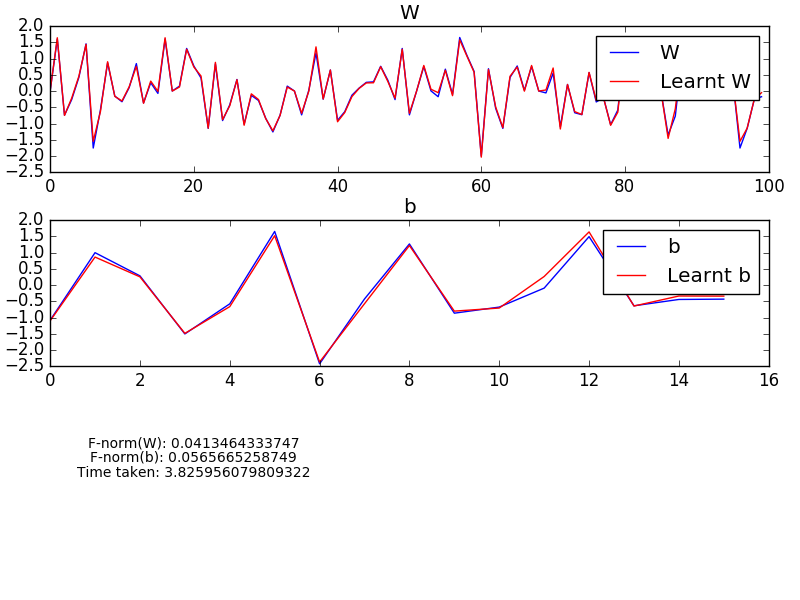 W
2.0
1.5
1.0
0.5
0.0
−0.5
−1.0
−1.5
−2.0
−2.5
0 20 40 60 80 100
W
Learnt W
b
2.0
1.5
1.0
0.5
0.0
−0.5
−1.0
−1.5
−2.0
−2.5
0 2 4 6 8 10 12 14 16
b
Learnt b
F-norm(W): 0.0413464333747
F-norm(b): 0.0565665258749
Time taken: 3.825956079809322